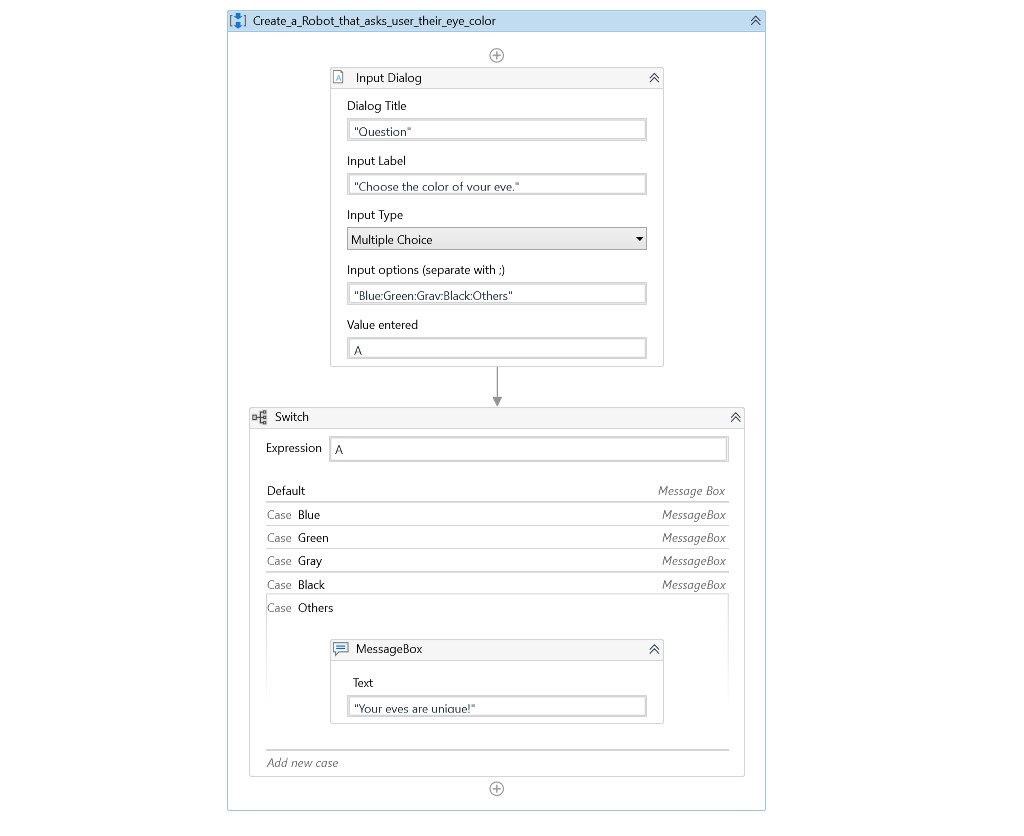 Create_a_Robot_that_asks_user_their_eye_color
Input Dialog
Dialog Title
"Question"
Input Label
"Choose the color of your eye."
Input Type
Multiple Choice
Input options (separate with ;)
"Blue;Green;Gray;Black;Others"
Value entered
A
Switch
Expression A
Default Message Box
Case Blue MessageBox
Case Green MessageBox
Case Gray MessageBox
Case Black MessageBox
Case Others
MessageBox
Text
"Your eyes are unique!"
Add new case